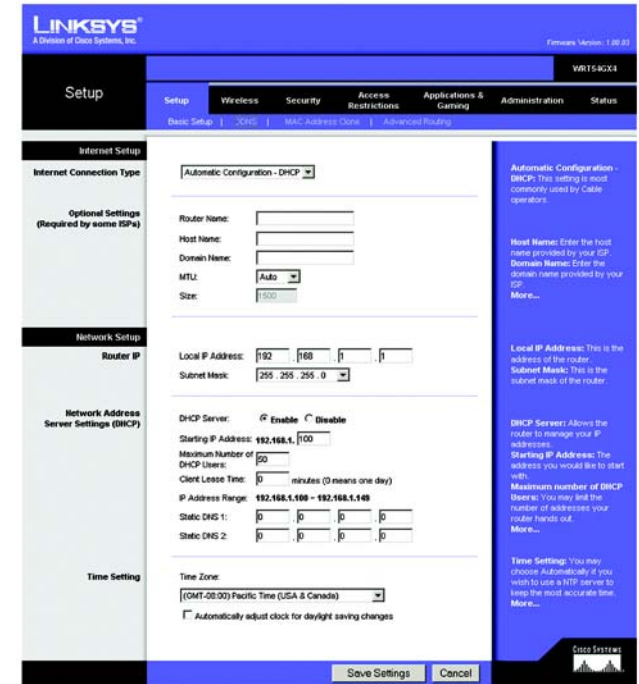 LINKSYS®
A Division of Cisco Systems, Inc.
Firmware Version: 1.00.03
WRT54GX4
Setup
Setup
Wireless
Security
Access Restrictions
Applications & Gaming
Administration
Status
Basic Setup | DDNS | MAC Address Clone | Advanced Routing
Internet Setup
Internet Connection Type
Automatic Configuration - DHCP
Optional Settings
(Required by some ISPs)
Router Name:
Host Name:
Domain Name:
MTU: Auto
Size: 1500
Network Setup
Router IP
Local IP Address: 192 . 168 . 1 . 1
Subnet Mask: 255 . 255 . 255 . 0
Network Address
Server Settings (DHCP)
DHCP Server: Enable Disable
Starting IP Address: 192.168.1. 100
Maximum Number of
DHCP Users: 50
Client Lease Time: 0 minutes (0 means one day)
IP Address Range: 192.168.1.100 ~ 192.168.1.149
Static DNS 1: 0 . 0 . 0 . 0
Static DNS 2: 0 . 0 . 0 . 0
Time Setting
Time Zone:
(GMT-08:00) Pacific Time (USA & Canada)
Automatically adjust clock for daylight saving changes
Automatic Configuration -
DHCP: This setting is most
commonly used by Cable
operators.
Host Name: Enter the host
name provided by your ISP.
Domain Name: Enter the
domain name provided by your
ISP.
More...
Local IP Address: This is the
address of the router.
Subnet Mask: This is the
subnet mask of the router.
DHCP Server: Allows the
router to manage your IP
addresses.
Starting IP Address: The
address you would like to start
with.
Maximum number of DHCP
Users: You may limit the
number of addresses your
router hands out.
More...
Time Setting: You may
choose Automatically if you
wish to use a NTP server to
keep the most accurate time.
More...
Save Settings
Cancel
CISCO SYSTEMS